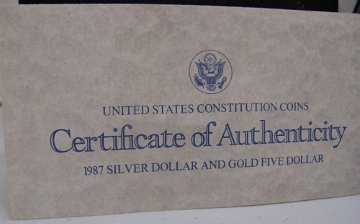 UNITED STATES CONSTITUTION COINS
Certificate of Authenticity
1987 SILVER DOLLAR AND GOLD FIVE DOLLAR